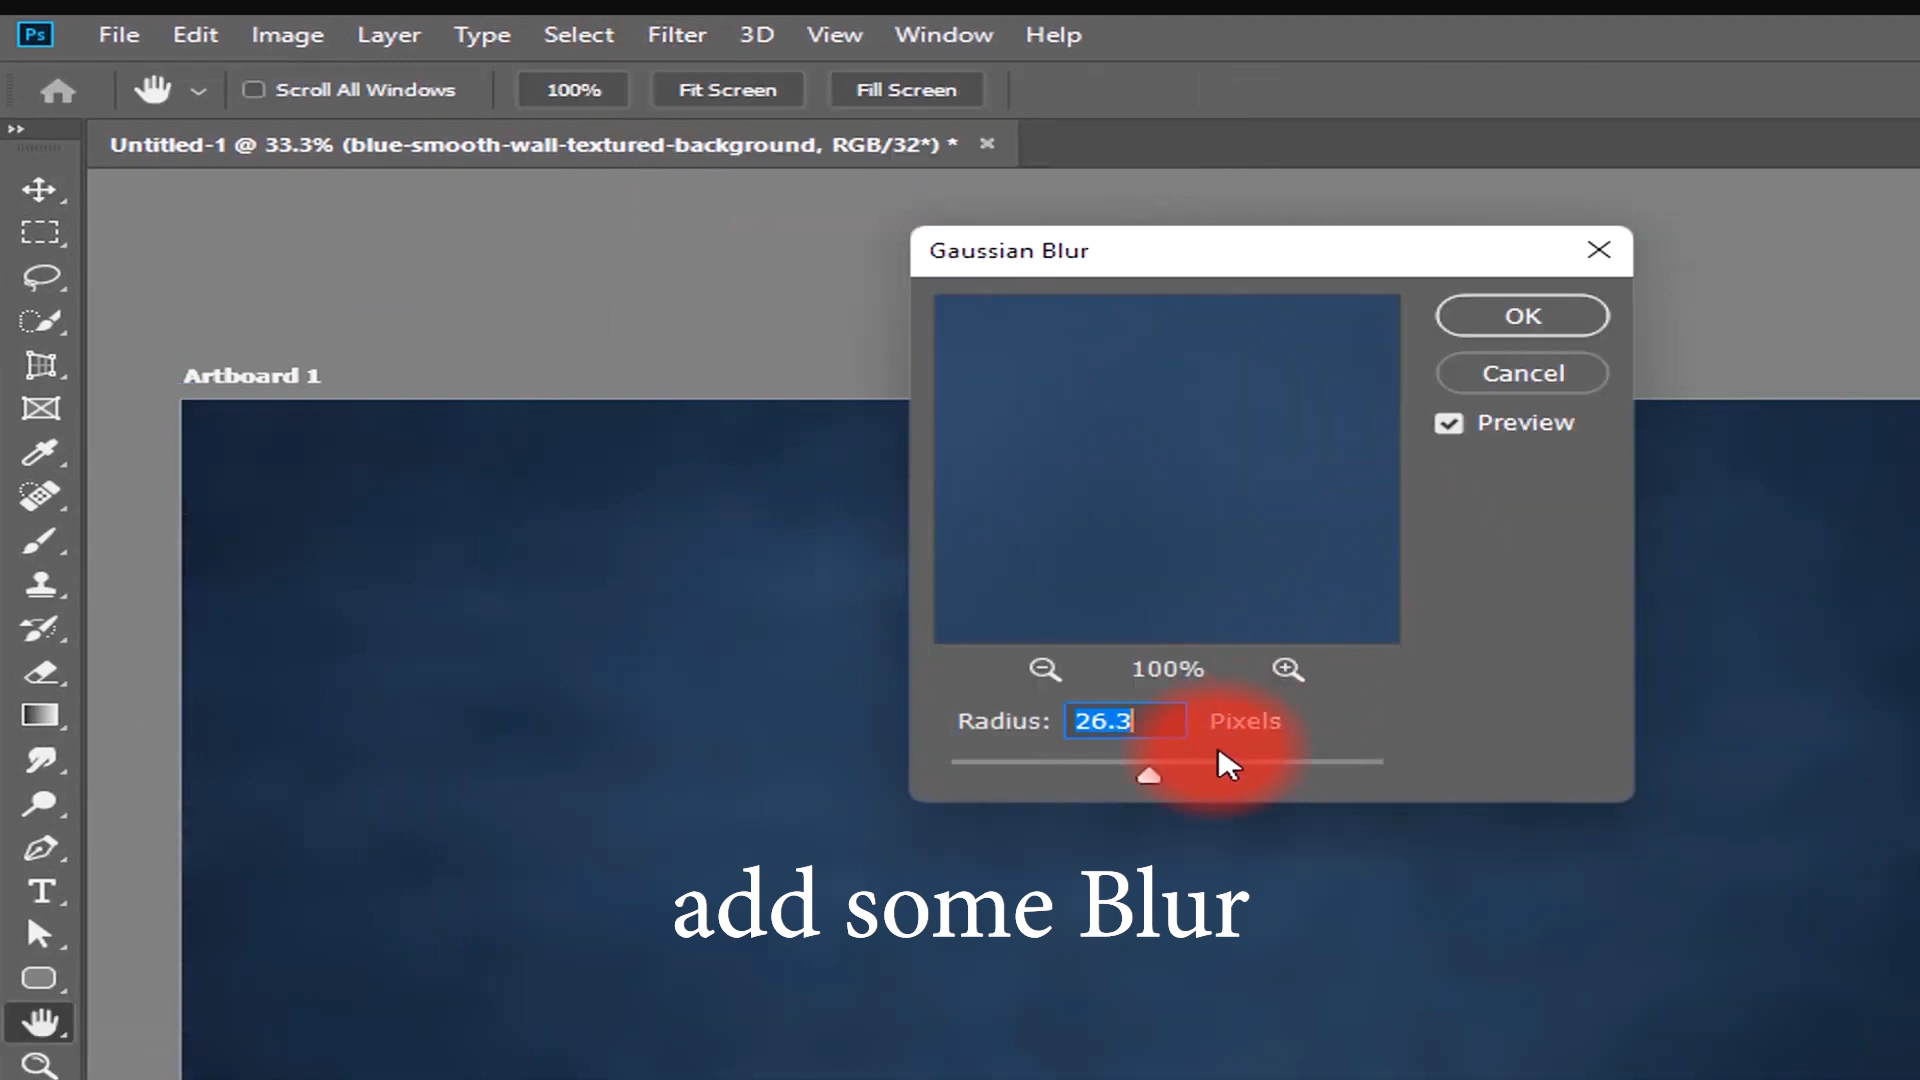 Ps File Edit Image Layer Type Select Filter 3D View Window Help
Scroll All Windows 100% Fit Screen Fill Screen
Untitled-1 @ 33.3% (blue-smooth-wall-textured-background, RGB/32*) *
Gaussian Blur
OK
Cancel
Preview
Artboard 1
100%
Radius: 26.3 Pixels
add some Blur